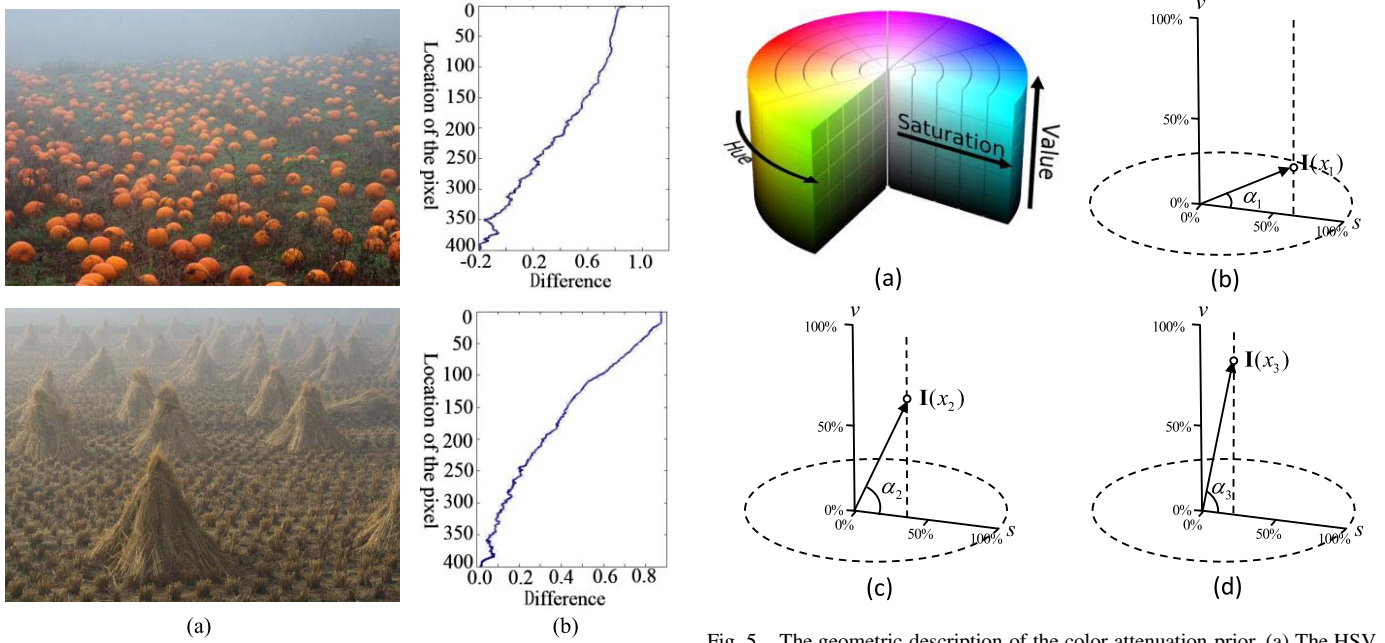 0
50
100
150
200
250
300
350
400
Location of the pixel
-0.2 0.2 0.6 1.0
Difference
0
50
100
150
200
250
300
350
400
Location of the pixel
0.0 0.2 0.4 0.6 0.8
Difference
(a)
(b)
Hue
Saturation
Value
(a)
v
100%
50%
0%
0%
50%
100%
s
α1
I(x1)
(b)
v
100%
50%
0%
0%
50%
100%
s
α2
I(x2)
(c)
v
100%
50%
0%
0%
50%
100%
s
α3
I(x3)
(d)
Fig. 5. The geometric description of the color attenuation prior. (a) The HSV